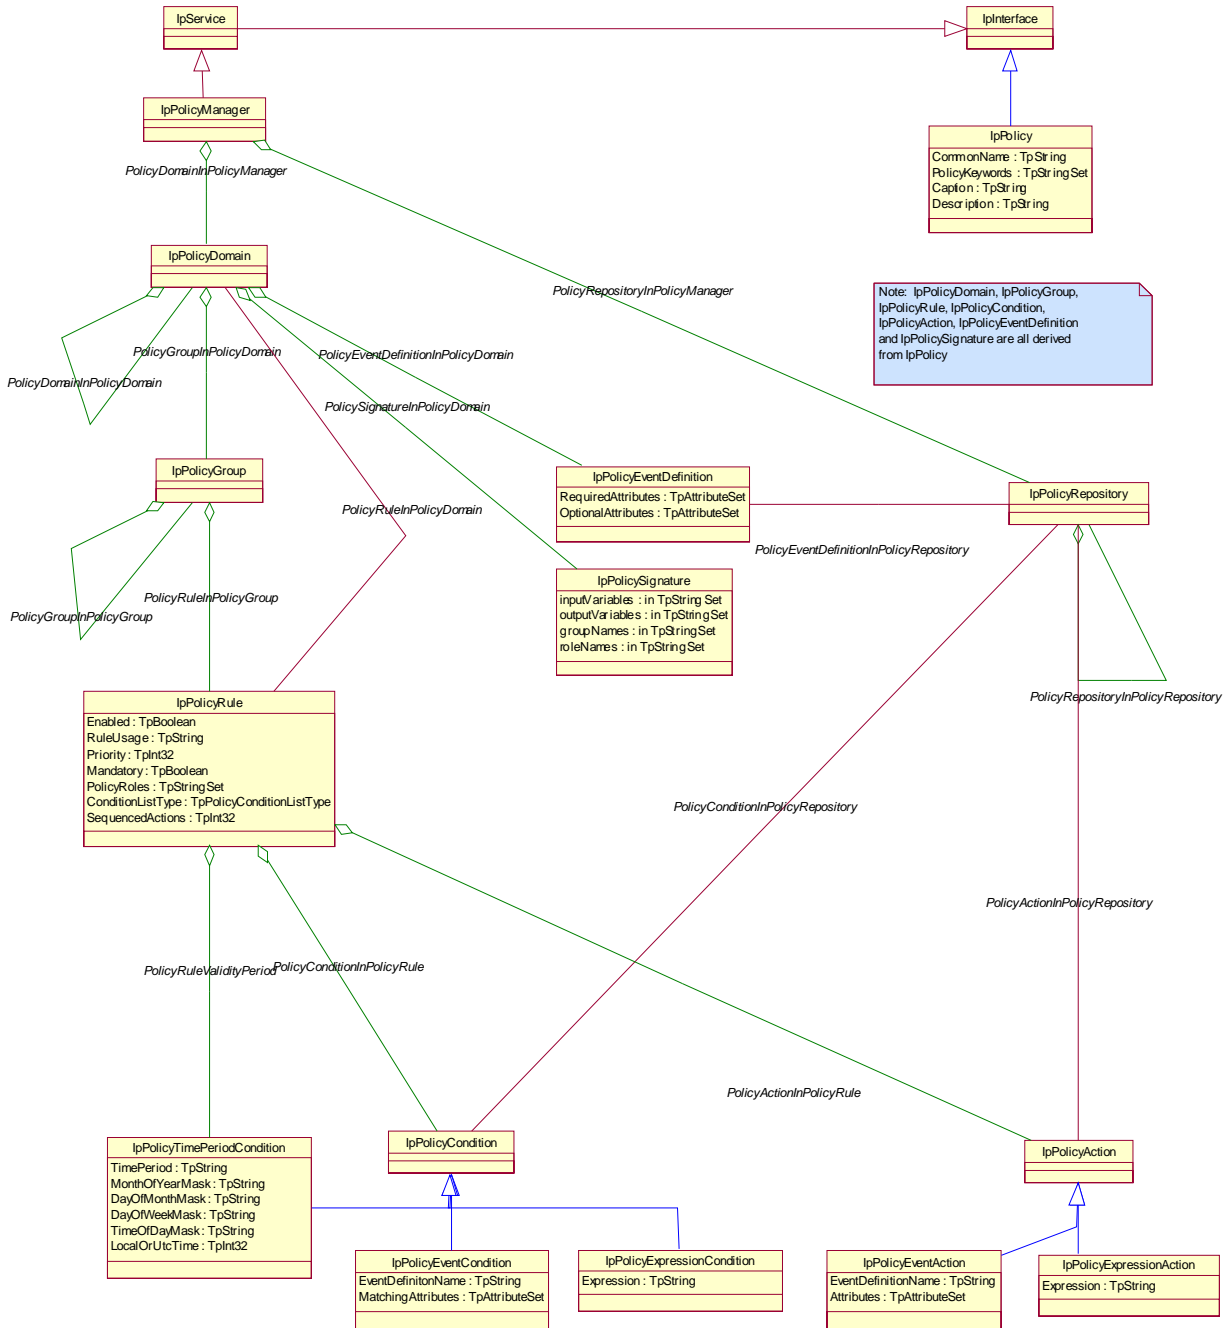 IpService
IpInterface
IpPolicyManager
IpPolicy
CommonName : TpString
PolicyKeywords : TpStringSet
Caption : TpString
Description : TpString
PolicyDomainInPolicyManager
IpPolicyDomain
PolicyRepositoryInPolicyManager
Note: IpPolicyDomain, IpPolicyGroup,
IpPolicyRule, IpPolicyCondition,
IpPolicyAction, IpPolicyEventDefinition
and IpPolicySignature are all derived
from IpPolicy
PolicyGroupInPolicyDomain
PolicyEventDefinitionInPolicyDomain
PolicyDomainInPolicyDomain
PolicySignatureInPolicyDomain
IpPolicyGroup
IpPolicyEventDefinition
RequiredAttributes : TpAttributeSet
OptionalAttributes : TpAttributeSet
IpPolicyRepository
PolicyRuleInPolicyDomain
PolicyEventDefinitionInPolicyRepository
IpPolicySignature
inputVariables : in TpStringSet
outputVariables : in TpStringSet
groupNames : in TpStringSet
roleNames : in TpStringSet
PolicyRuleInPolicyGroup
PolicyGroupInPolicyGroup
PolicyRepositoryInPolicyRepository
IpPolicyRule
Enabled : TpBoolean
RuleUsage : TpString
Priority : TpInt32
Mandatory : TpBoolean
PolicyRoles : TpStringSet
ConditionListType : TpPolicyConditionListType
SequencedActions : TpInt32
PolicyConditionInPolicyRepository
PolicyActionInPolicyRepository
PolicyRuleValidityPeriod
PolicyConditionInPolicyRule
PolicyActionInPolicyRule
IpPolicyTimePeriodCondition
TimePeriod : TpString
MonthOfYearMask : TpString
DayOfMonthMask : TpString
DayOfWeekMask : TpString
TimeOfDayMask : TpString
LocalOrUtcTime : TpInt32
IpPolicyCondition
IpPolicyAction
IpPolicyEventCondition
EventDefinitonName : TpString
MatchingAttributes : TpAttributeSet
IpPolicyExpressionCondition
Expression : TpString
IpPolicyEventAction
EventDefinitionName : TpString
Attributes : TpAttributeSet
IpPolicyExpressionAction
Expression : TpString